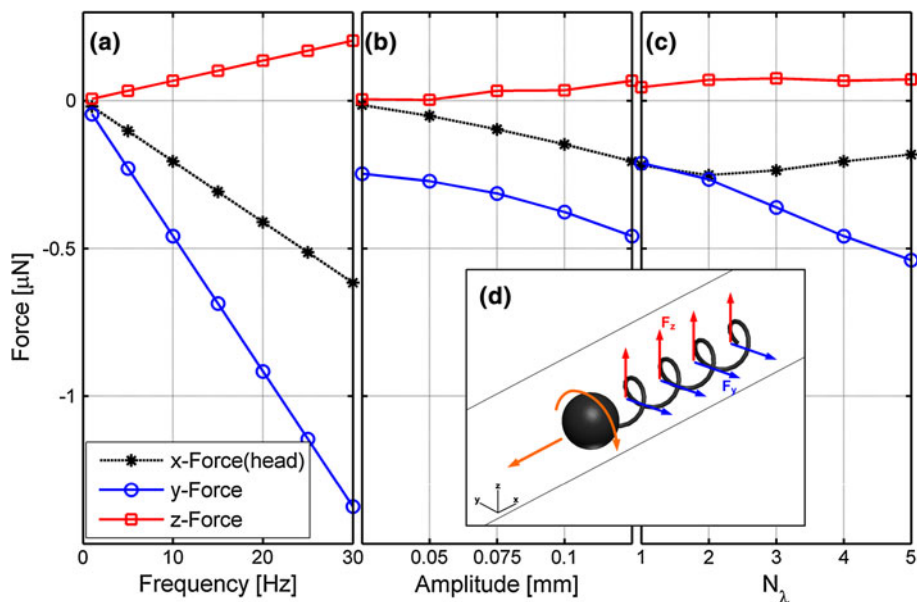 (a)
(b)
(c)
0
-0.5
-1
Force [µN]
x-Force(head)
y-Force
z-Force
(d)
F_z
F_y
z
y
x
0 10 20 30
0.05 0.075 0.1
1 2 3 4 5
Frequency [Hz]
Amplitude [mm]
N_λ